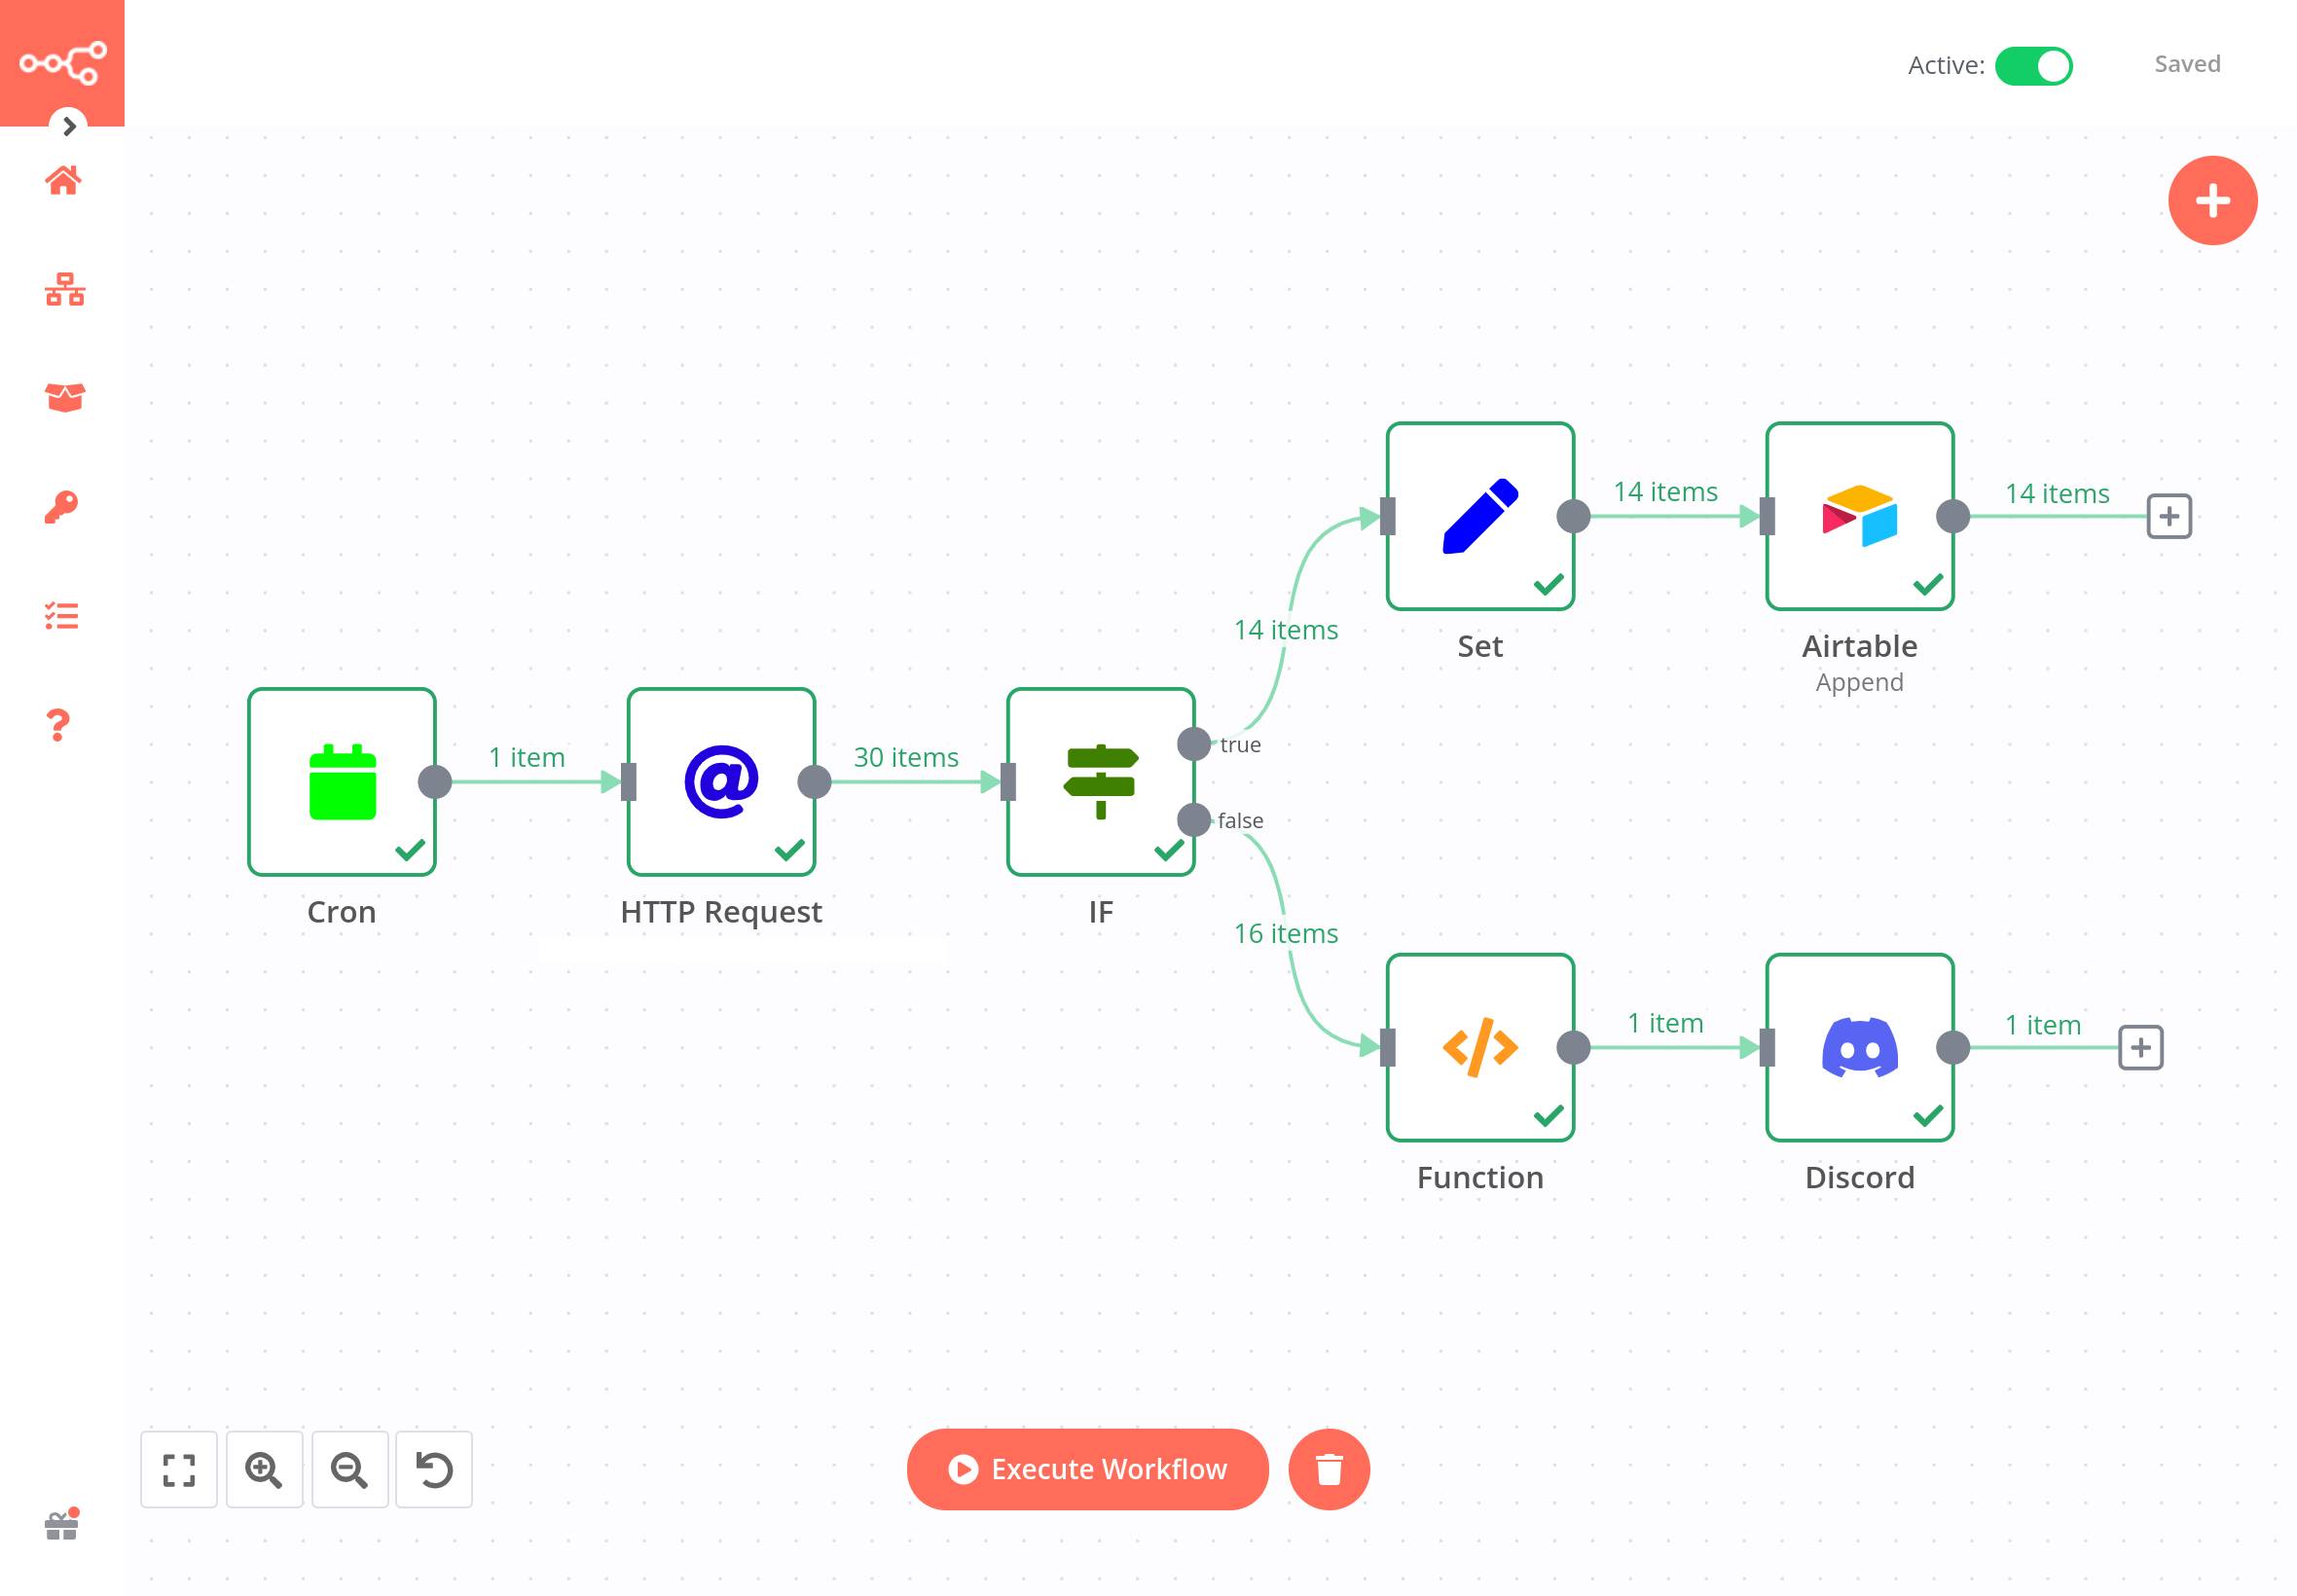 Active:
Saved
14 items
14 items
14 items
Set
Airtable
Append
1 item
30 items
true
false
Cron
HTTP Request
IF
16 items
1 item
1 item
Function
Discord
Execute Workflow